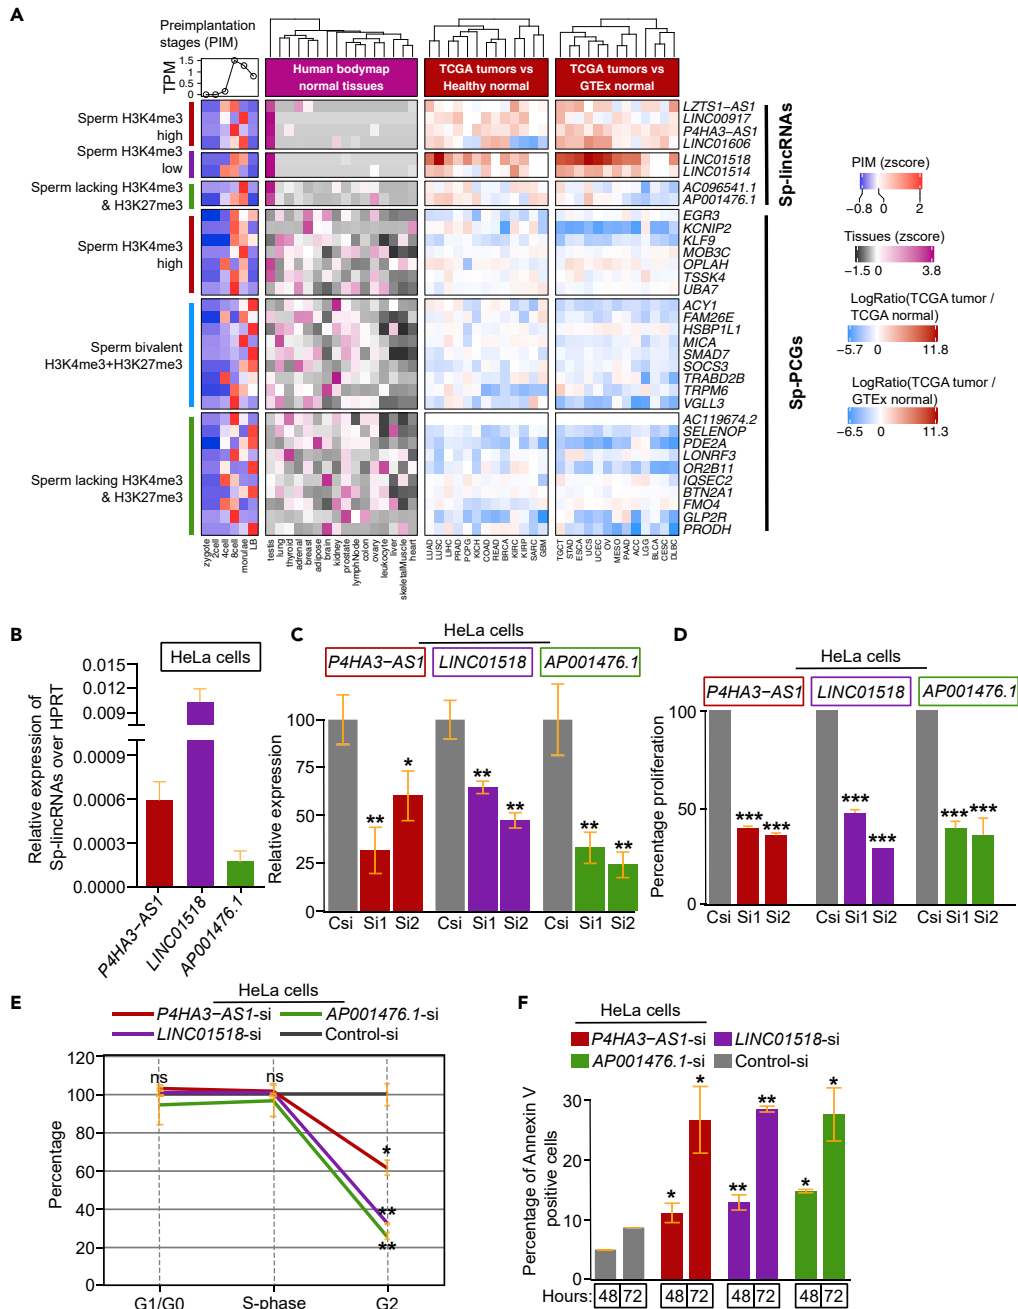 A
Preimplantation
stages (PIM)
TPM
1.5
1
0.5
0
Human bodymap
normal tissues
TCGA tumors vs
Healthy normal
TCGA tumors vs
GTEx normal
Sperm H3K4me3
high
Sperm H3K4me3
low
Sperm lacking H3K4me3
& H3K27me3
Sperm H3K4me3
high
Sperm bivalent
H3K4me3+H3K27me3
Sperm lacking H3K4me3
& H3K27me3
LZTS1–AS1
LINC00917
P4HA3–AS1
LINC01606
LINC01518
LINC01514
AC096541.1
AP001476.1
EGR3
KCNIP2
KLF9
MOB3C
OPLAH
TSSK4
UBA7
ACY1
FAM26E
HSBP1L1
MICA
SMAD7
SOCS3
TRABD2B
TRPM6
VGLL3
AC119674.2
SELENOP
PDE2A
LONRF3
OR2B11
IQSEC2
BTN2A1
FMO4
GLP2R
PRODH
Sp-lincRNAs
Sp-PCGs
PIM (zscore)
−0.8 0 2
Tissues (zscore)
−1.5 0 3.8
LogRatio(TCGA tumor /
TCGA normal)
−5.7 0 11.8
LogRatio(TCGA tumor /
GTEx normal)
−6.5 0 11.3
zygote
2cell
4cell
8cell
morulae
LB
testis
lung
thyroid
adrenal
breast
adipose
brain
kidney
prostate
lymphNode
colon
ovary
leukocyte
liver
skeletalMuscle
heart
LUAD
LUSC
LIHC
PRAD
PCPG
KICH
COAD
READ
BRCA
KIRC
KIRP
SARC
GBM
TGCT
STAD
ESCA
UCS
UCEC
OV
MESO
PAAD
ACC
LGG
BLCA
CESC
DLBC
B
HeLa cells
Relative expression of
Sp-lincRNAs over HPRT
0.015
0.012
0.009
0.0009
0.0006
0.0003
0.0000
P4HA3–AS1
LINC01518
AP001476.1
C
HeLa cells
P4HA3–AS1 LINC01518 AP001476.1
Relative expression
100
75
50
25
0
** * ** ** ** **
Csi Si1 Si2 Csi Si1 Si2 Csi Si1 Si2
D
HeLa cells
P4HA3–AS1 LINC01518 AP001476.1
Percentage proliferation
100
50
0
*** *** *** *** *** ***
Csi Si1 Si2 Csi Si1 Si2 Csi Si1 Si2
E
HeLa cells
P4HA3–AS1-si AP001476.1-si
LINC01518-si Control-si
Percentage
120
100
80
60
40
20
0
ns ns
*
**
**
G1/G0 S-phase G2
F
HeLa cells
P4HA3–AS1-si LINC01518-si
AP001476.1-si Control-si
Percentage of Annexin V
positive cells
30
20
10
0
* * ** ** * *
Hours: 48 72 48 72 48 72 48 72